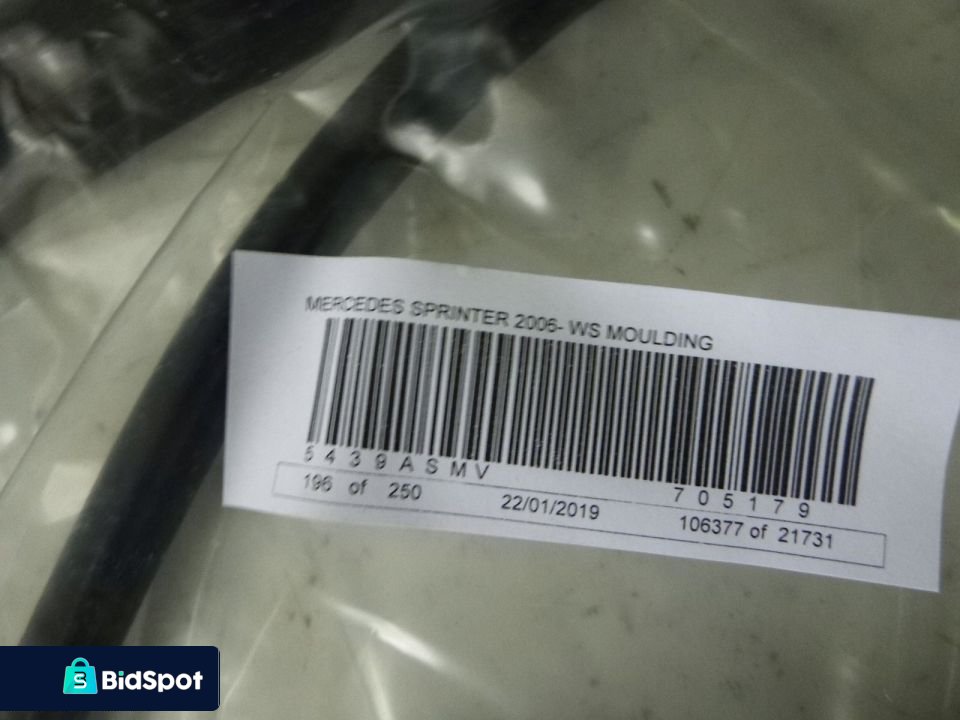 MERCEDES SPRINTER 2006- WS MOULDING
5439ASMV 705179
196 of 250 22/01/2019 106377 of 21731
BidSpot